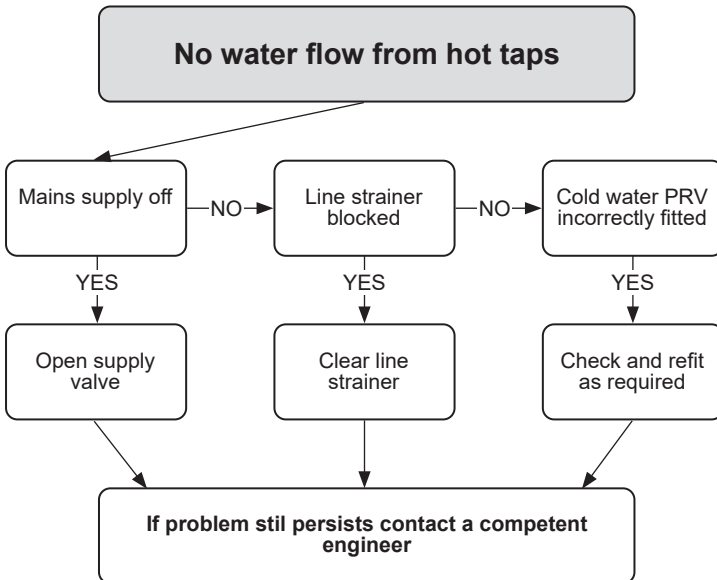 No water flow from hot taps
Mains supply off
NO
Line strainer
blocked
NO
Cold water PRV
incorrectly fitted
YES
YES
YES
Open supply
valve
Clear line
strainer
Check and refit
as required
If problem stil persists contact a competent
engineer